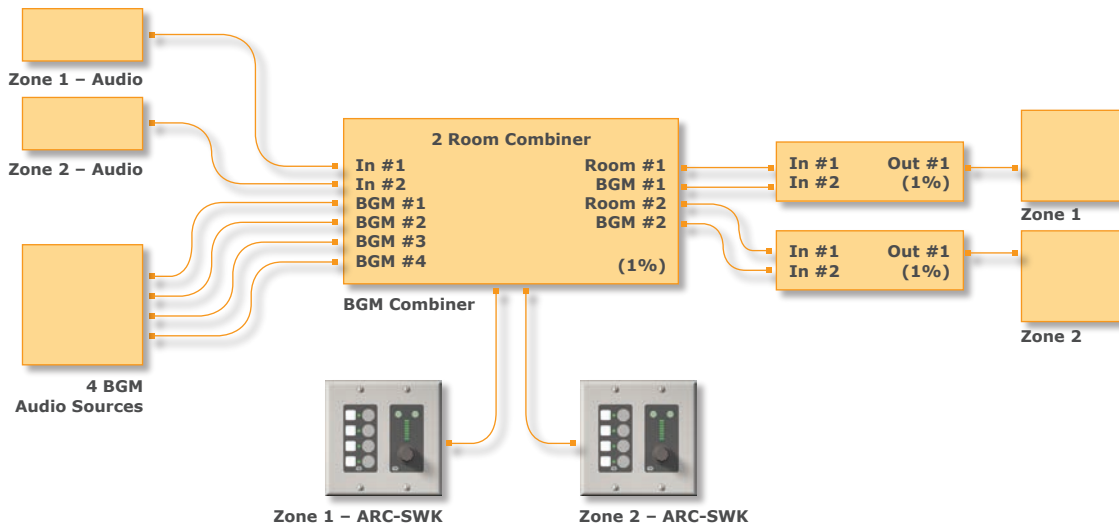 Zone 1 – Audio
Zone 2 – Audio
4 BGM
Audio Sources
2 Room Combiner
In #1
In #2
BGM #1
BGM #2
BGM #3
BGM #4
Room #1
BGM #1
Room #2
BGM #2
(1%)
BGM Combiner
In #1 Out #1
In #2 (1%)
Zone 1
In #1 Out #1
In #2 (1%)
Zone 2
Zone 1 – ARC-SWK
Zone 2 – ARC-SWK